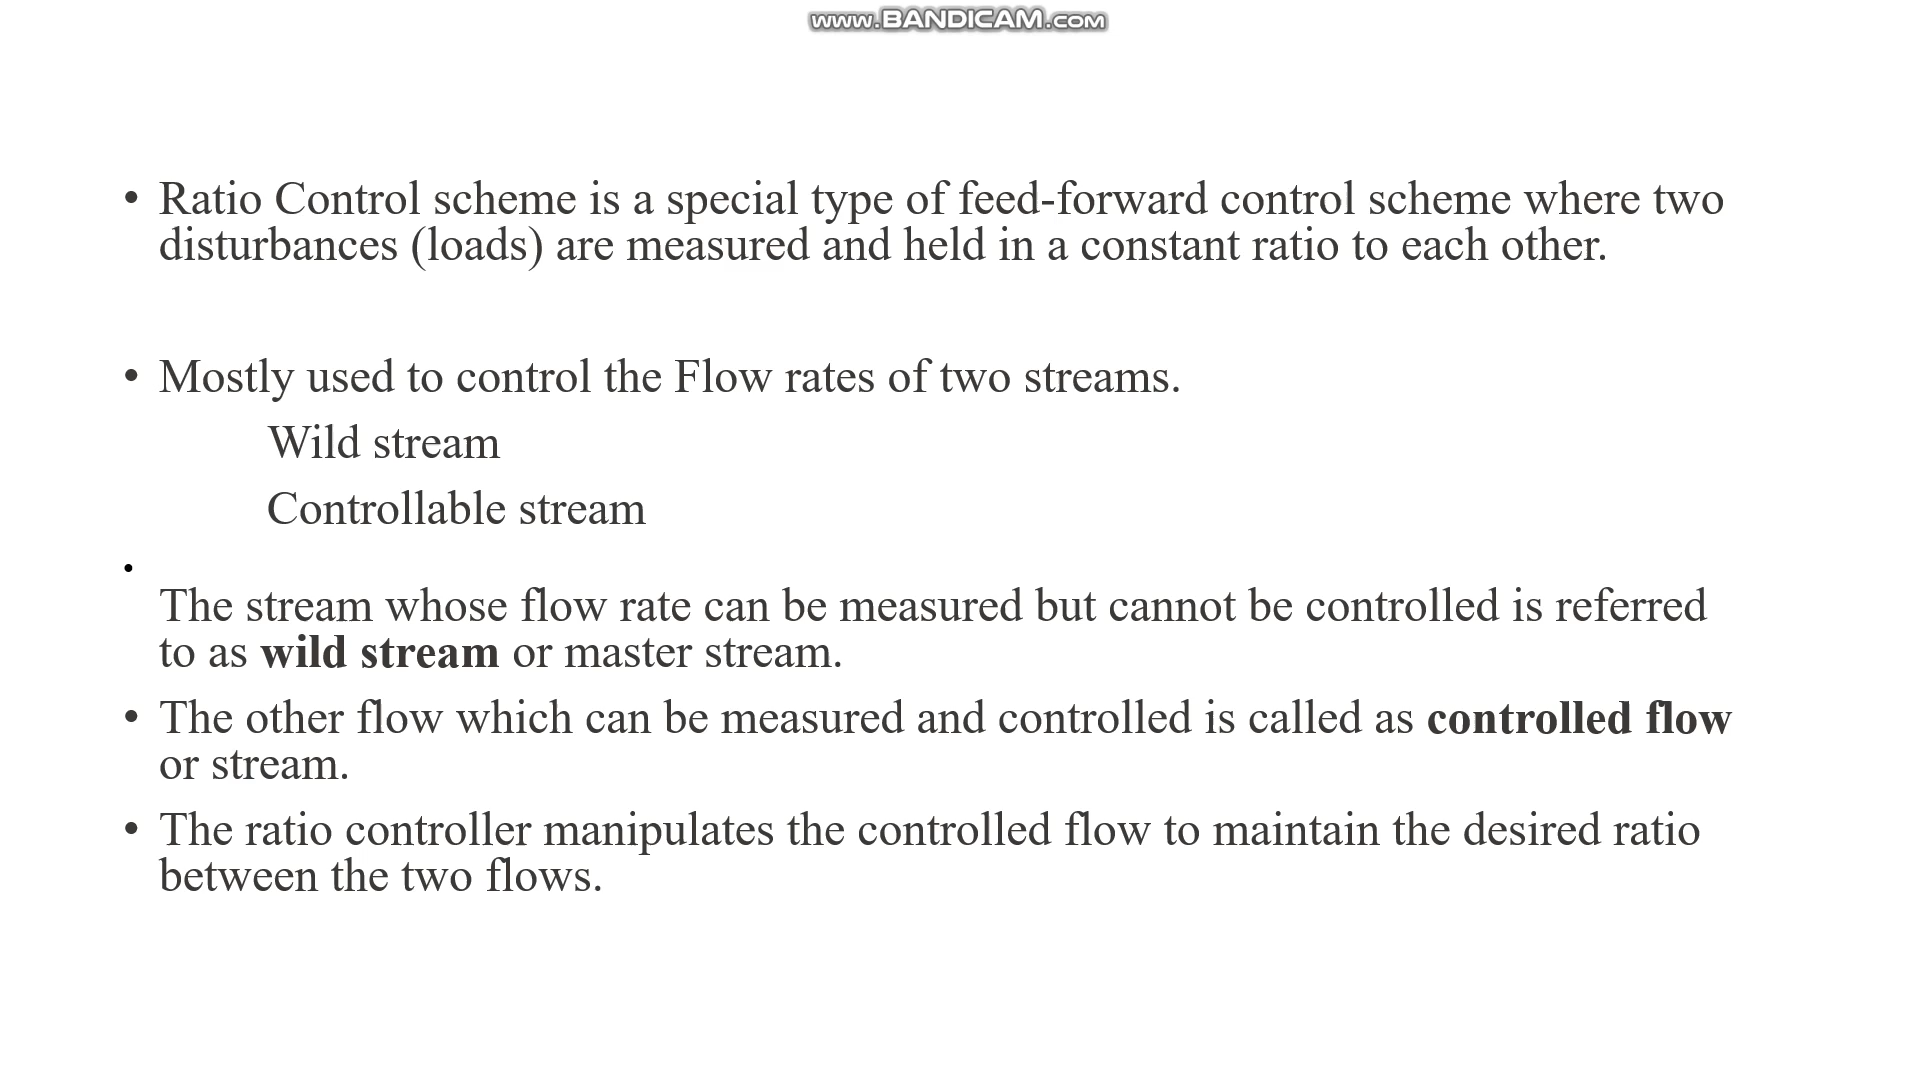 www.BANDICAM.com
• Ratio Control scheme is a special type of feed-forward control scheme where two
disturbances (loads) are measured and held in a constant ratio to each other.
• Mostly used to control the Flow rates of two streams.
Wild stream
Controllable stream
•
The stream whose flow rate can be measured but cannot be controlled is referred
to as wild stream or master stream.
• The other flow which can be measured and controlled is called as controlled flow
or stream.
• The ratio controller manipulates the controlled flow to maintain the desired ratio
between the two flows.